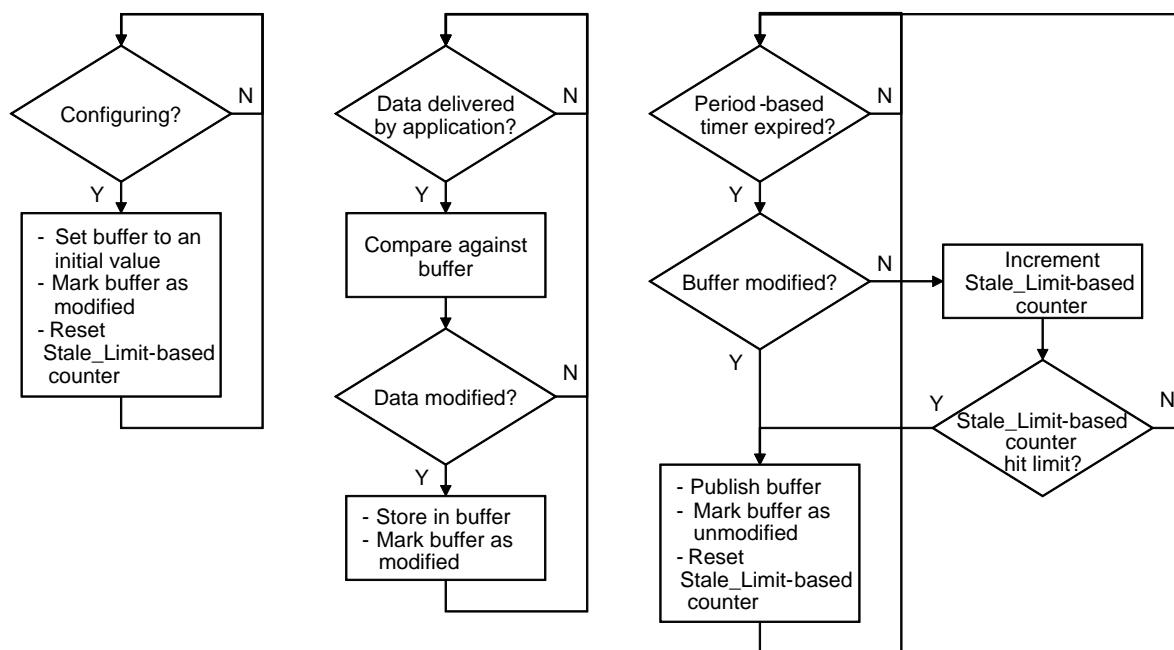 Configuring?
N
Y
- Set buffer to an
initial value
- Mark buffer as
modified
- Reset
Stale_Limit-based
counter
Data delivered
by application?
N
Y
Compare against
buffer
Data modified?
N
Y
- Store in buffer
- Mark buffer as
modified
Period-based
timer expired?
N
Y
Buffer modified?
N
Y
Increment
Stale_Limit-based
counter
Y
N
Stale_Limit-based
counter
hit limit?
- Publish buffer
- Mark buffer as
unmodified
- Reset
Stale_Limit-based
counter